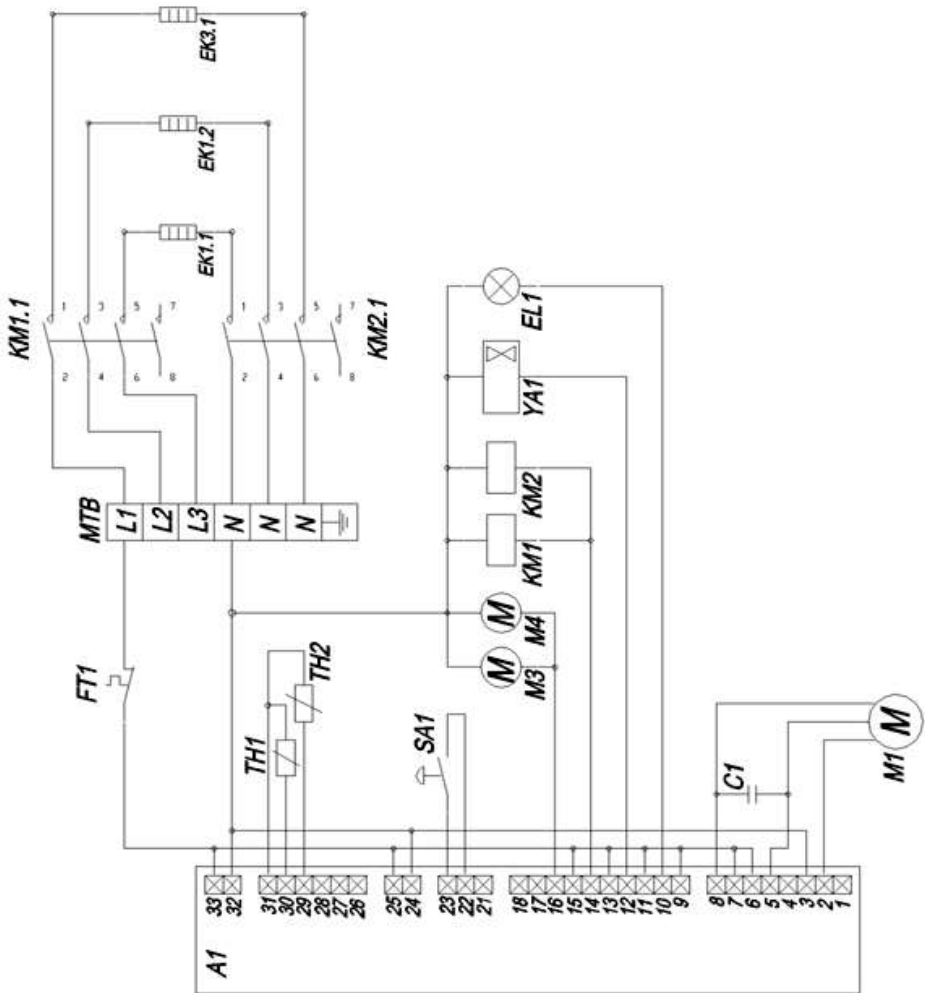 EK3.1
EK1.2
EK1.1
KM1.1
1
3
5
7
2
4
6
8
1
3
5
7
2
4
6
8
KM2.1
MTB
L1
L2
L3
N
N
N
EL1
YA1
KM2
KM1
M
M4
M
M3
FT1
TH1
TH2
SA1
C1
M
M1
A1
33
32
31
30
29
28
27
26
25
24
23
22
21
18
17
16
15
14
13
12
11
10
9
8
7
6
5
4
3
2
1